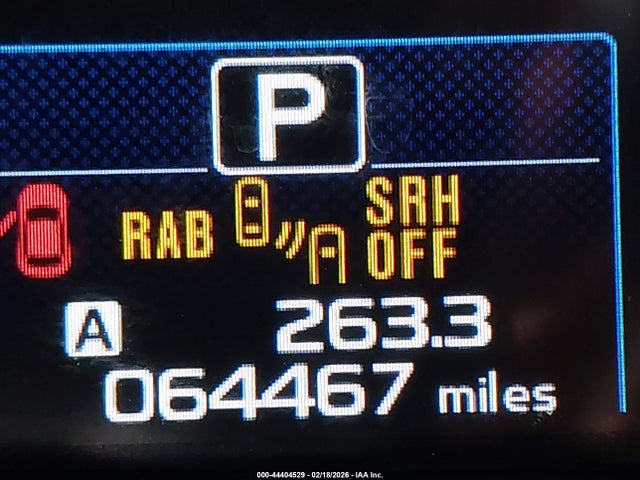 P
RAB
SRH
OFF
A 263.3
064467 miles
000-44404529 - 02/18/2026 - IAA Inc.